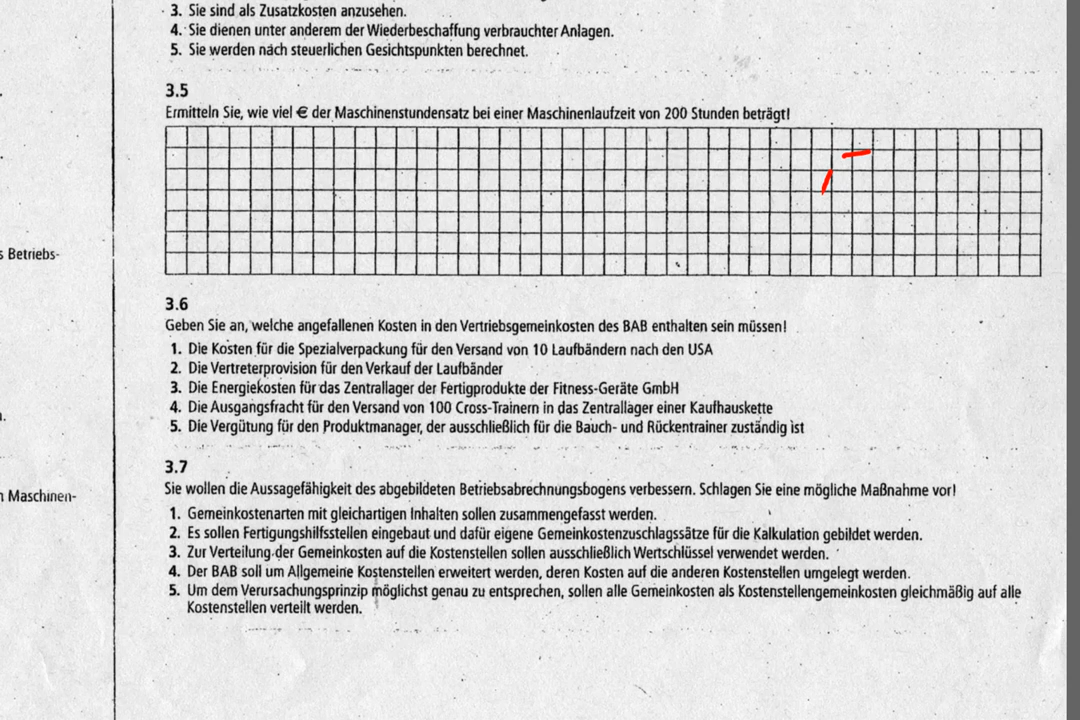 3. Sie sind als Zusatzkosten anzusehen.
4. Sie dienen unter anderem der Wiederbeschaffung verbrauchter Anlagen.
5. Sie werden nach steuerlichen Gesichtspunkten berechnet.
3.5
Ermitteln Sie, wie viel € der Maschinenstundensatz bei einer Maschinenlaufzeit von 200 Stunden beträgt!
s Betriebs-
3.6
Geben Sie an, welche angefallenen Kosten in den Vertriebsgemeinkosten des BAB enthalten sein müssen!
1. Die Kosten für die Spezialverpackung für den Versand von 10 Laufbändern nach den USA
2. Die Vertreterprovision für den Verkauf der Laufbänder
3. Die Energiekosten für das Zentrallager der Fertigprodukte der Fitness-Geräte GmbH
4. Die Ausgangsfracht für den Versand von 100 Cross-Trainern in das Zentrallager einer Kaufhauskette
5. Die Vergütung für den Produktmanager, der ausschließlich für die Bauch- und Rückentrainer zuständig ist
3.7
n Maschinen-
Sie wollen die Aussagefähigkeit des abgebildeten Betriebsabrechnungsbogens verbessern. Schlagen Sie eine mögliche Maßnahme vor!
1. Gemeinkostenarten mit gleichartigen Inhalten sollen zusammengefasst werden.
2. Es sollen Fertigungshilfsstellen eingebaut und dafür eigene Gemeinkostenzuschlagssätze für die Kalkulation gebildet werden.
3. Zur Verteilung der Gemeinkosten auf die Kostenstellen sollen ausschließlich Wertschlüssel verwendet werden.
4. Der BAB soll um Allgemeine Kostenstellen erweitert werden, deren Kosten auf die anderen Kostenstellen umgelegt werden.
5. Um dem Verursachungsprinzip möglichst genau zu entsprechen, sollen alle Gemeinkosten als Kostenstellengemeinkosten gleichmäßig auf alle
Kostenstellen verteilt werden.